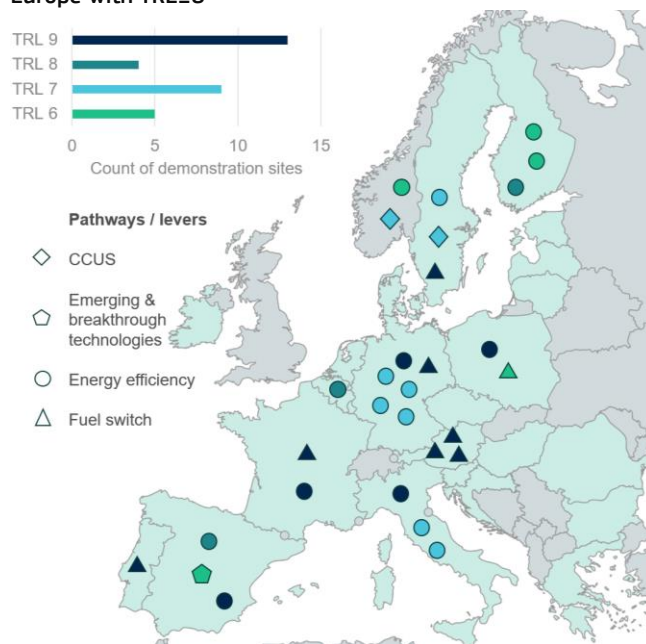 Europe with TRL≥6
TRL 9
TRL 8
TRL 7
TRL 6
0 5 10 15
Count of demonstration sites
Pathways / levers
CCUS
Emerging &
breakthrough
technologies
Energy efficiency
Fuel switch